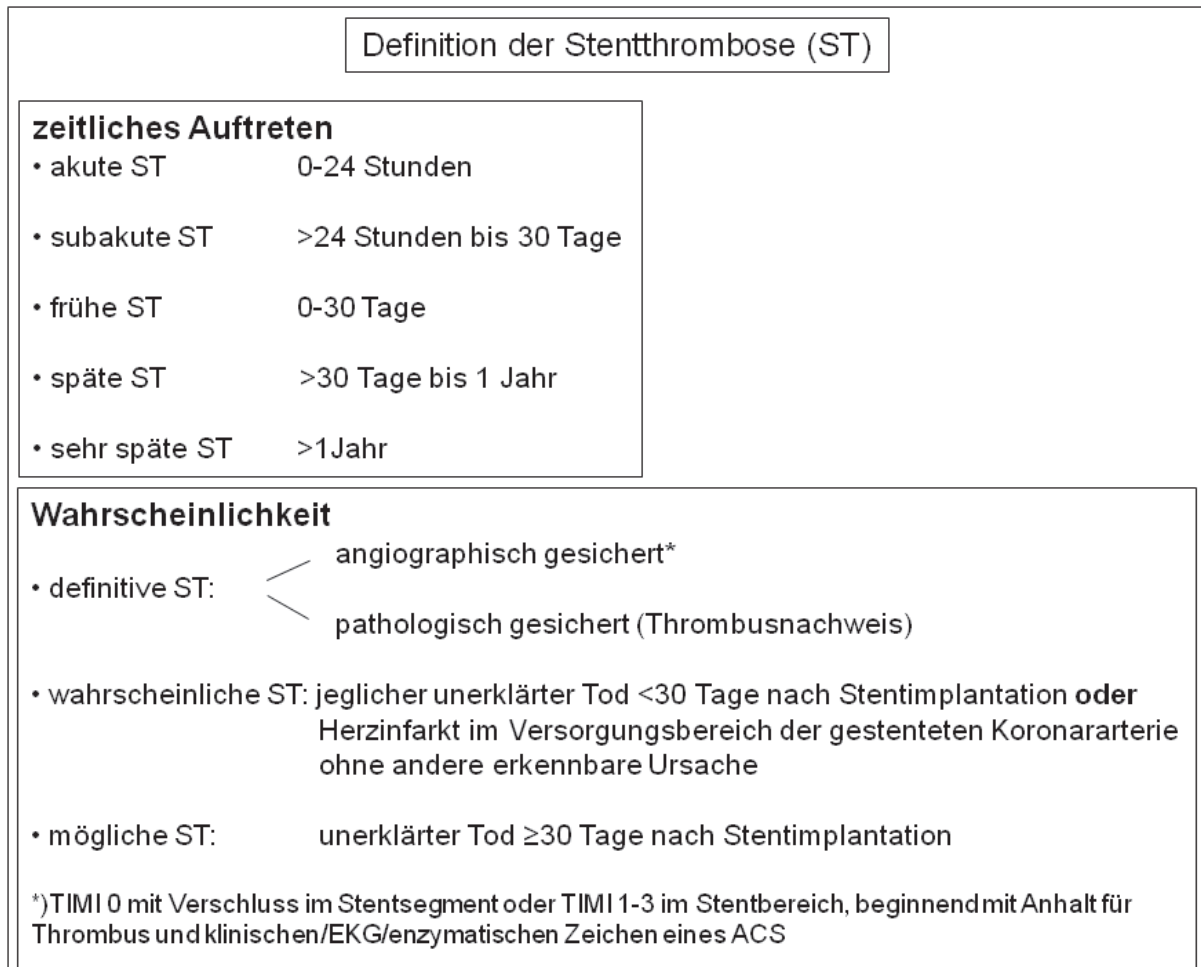 Definition der Stentthrombose (ST)
zeitliches Auftreten
• akute ST 0-24 Stunden
• subakute ST >24 Stunden bis 30 Tage
• frühe ST 0-30 Tage
• späte ST >30 Tage bis 1 Jahr
• sehr späte ST >1Jahr
Wahrscheinlichkeit
angiographisch gesichert*
• definitive ST:
pathologisch gesichert (Thrombusnachweis)
• wahrscheinliche ST: jeglicher unerklärter Tod <30 Tage nach Stentimplantation oder
Herzinfarkt im Versorgungsbereich der gestenteten Koronararterie
ohne andere erkennbare Ursache
• mögliche ST: unerklärter Tod ≥30 Tage nach Stentimplantation
*)TIMI 0 mit Verschluss im Stentsegment oder TIMI 1-3 im Stentbereich, beginnend mit Anhalt für
Thrombus und klinischen/EKG/enzymatischen Zeichen eines ACS